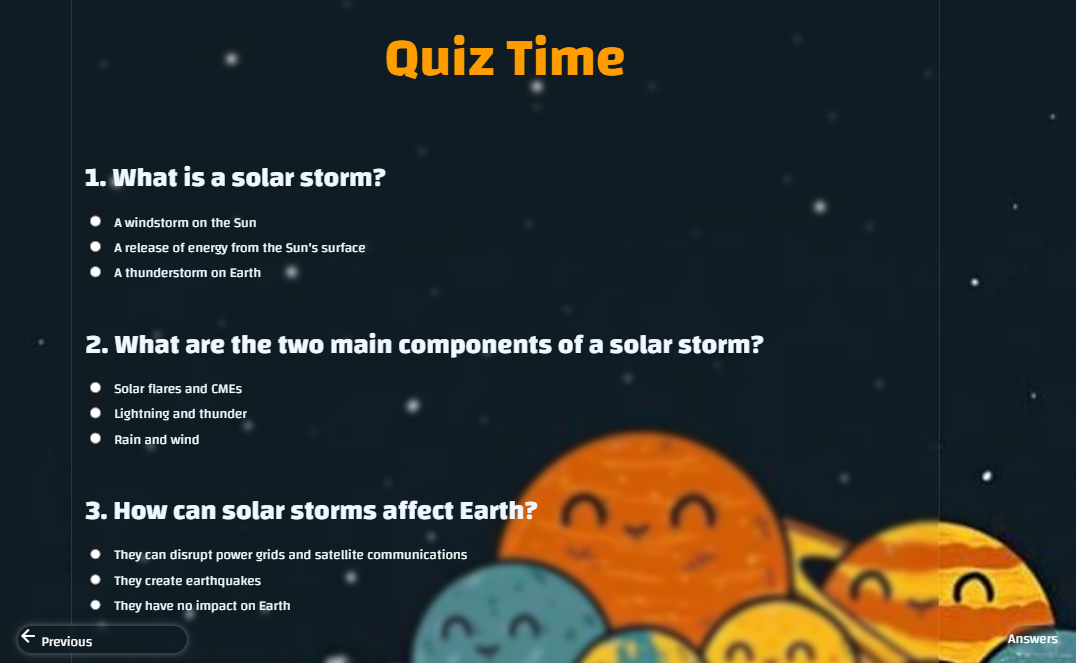 Quiz Time
1. What is a solar storm?
A windstorm on the Sun
A release of energy from the Sun's surface
A thunderstorm on Earth
2. What are the two main components of a solar storm?
Solar flares and CMEs
Lightning and thunder
Rain and wind
3. How can solar storms affect Earth?
They can disrupt power grids and satellite communications
They create earthquakes
They have no impact on Earth
Previous
Answers